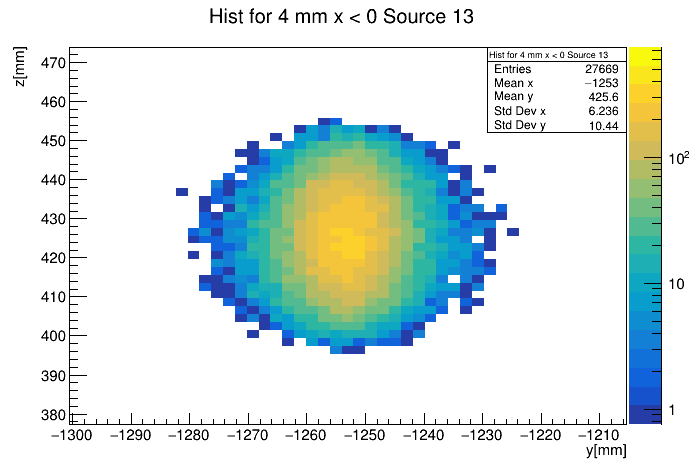 Hist for 4 mm x < 0 Source 13
z[mm]
Hist for 4 mm x < 0 Source 13
Entries 27669
Mean x −1253
Mean y 425.6
Std Dev x 6.236
Std Dev y 10.44
470
460
450
440
430
420
410
400
390
380
10²
10
1
−1300 −1290 −1280 −1270 −1260 −1250 −1240 −1230 −1220 −1210
y[mm]